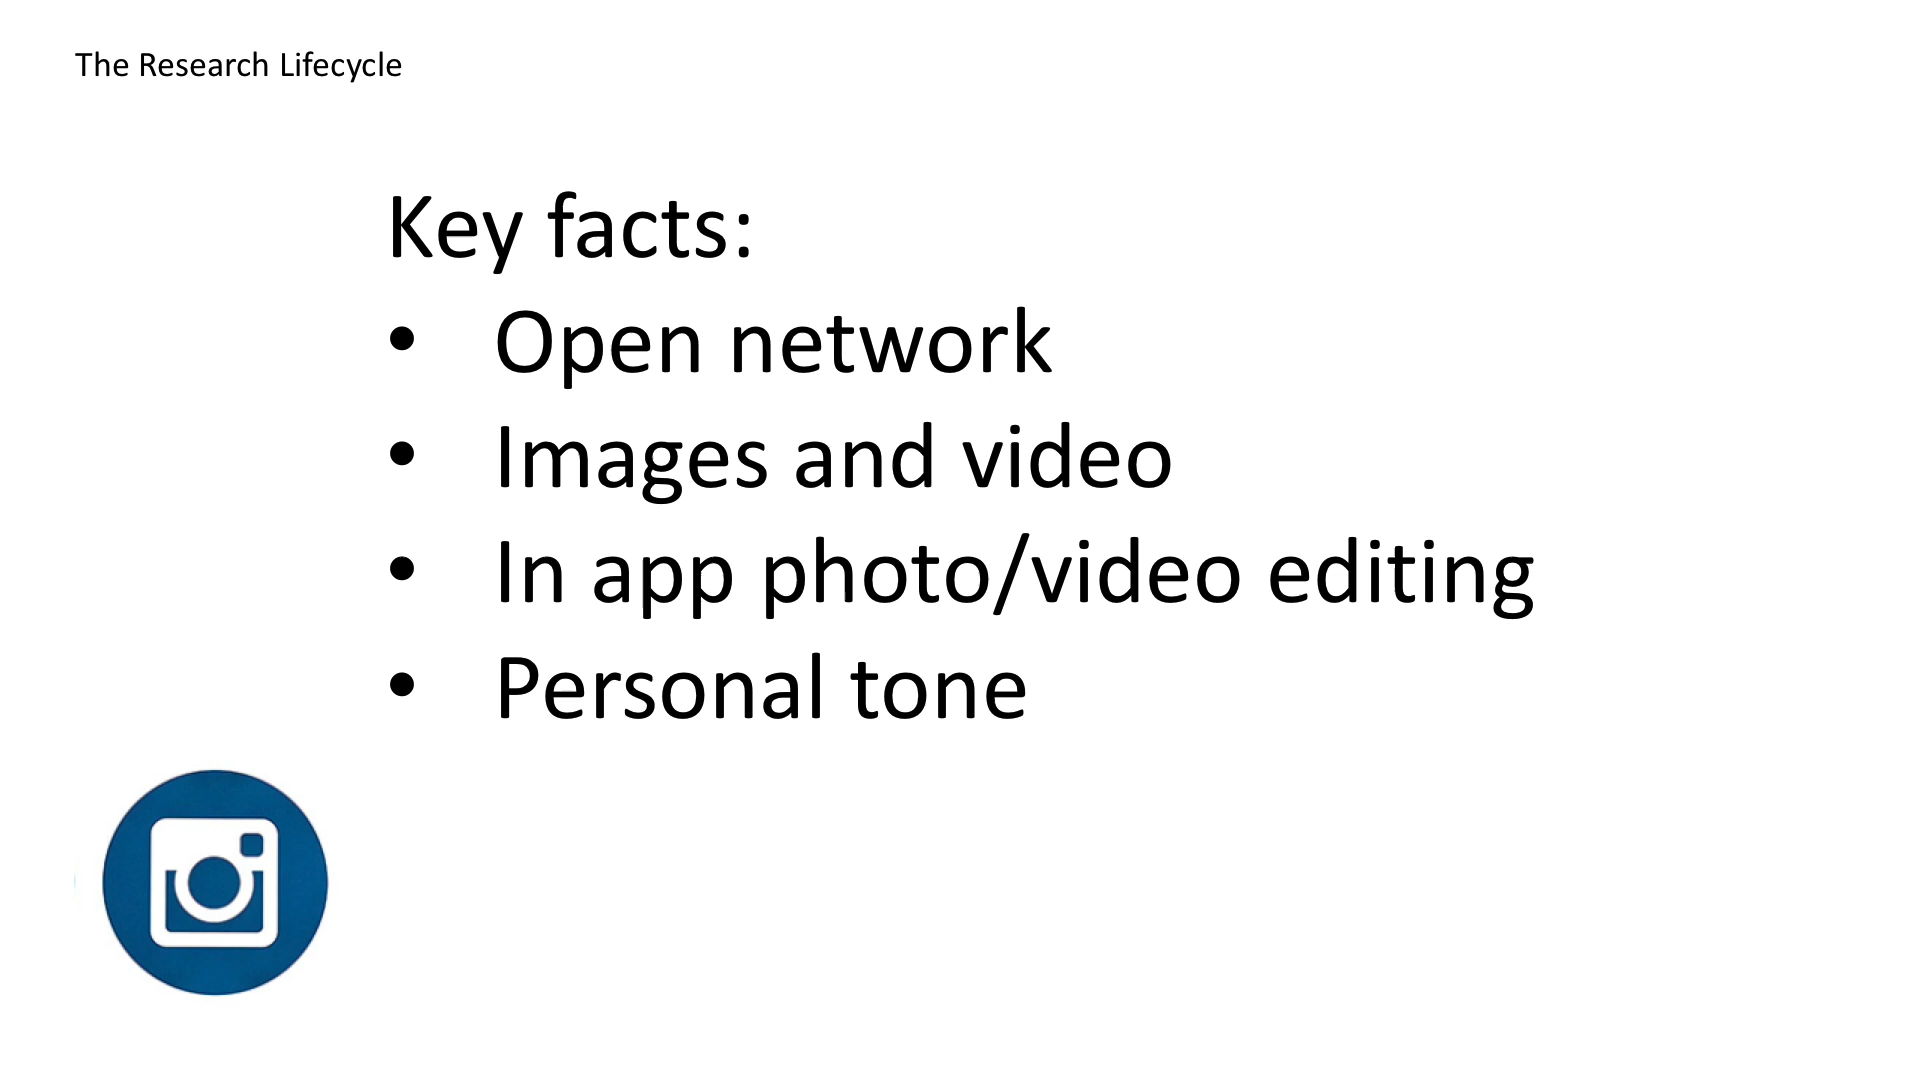 The Research Lifecycle
Key facts:
• Open network
• Images and video
• In app photo/video editing
• Personal tone